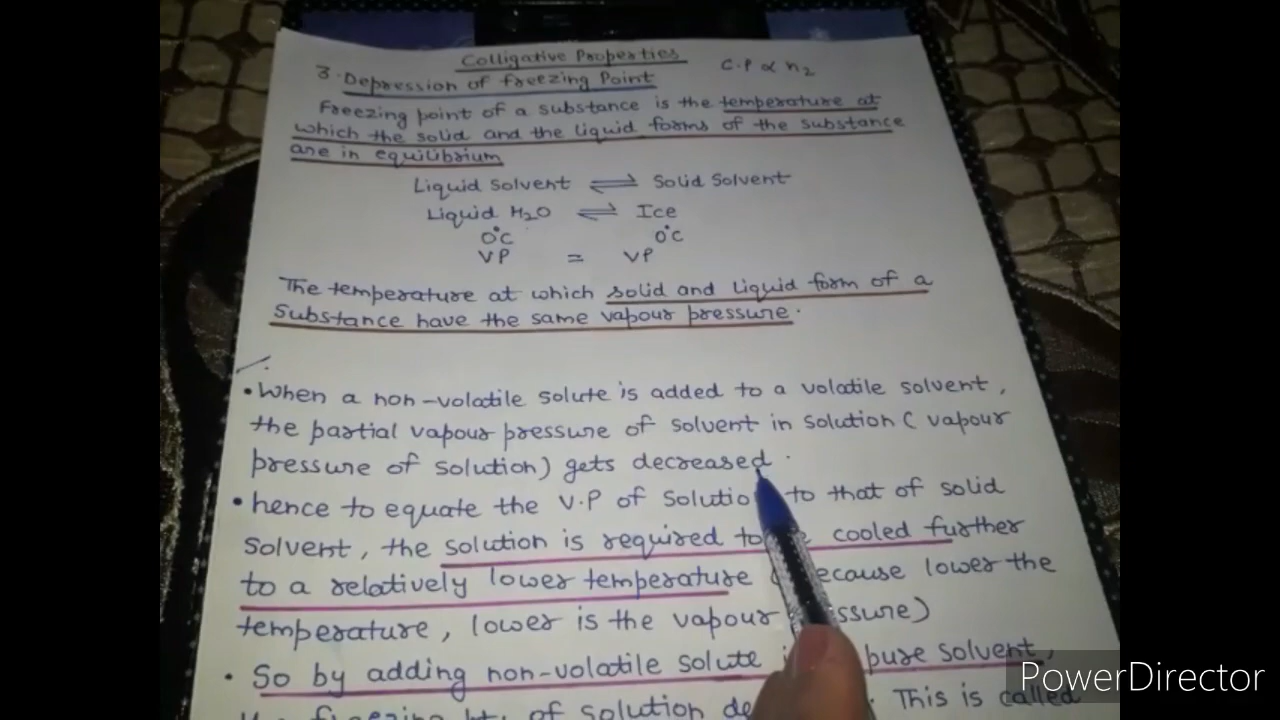 Colligative Properties
3. Depression of freezing Point C.P ∝ n₂
Freezing point of a substance is the temperature at
which the solid and the liquid forms of the substance
are in equilibrium
Liquid Solvent ⇌ Solid Solvent
Liquid H₂O ⇌ Ice
0°C 0°C
VP = VP
The temperature at which solid and liquid form of a
Substance have the same vapour pressure.
• When a non-volatile solute is added to a volatile solvent,
the partial vapour pressure of solvent in solution ( vapour
pressure of solution) gets decreased.
• hence to equate the V.P of solution to that of solid
solvent, the solution is required to cooled further
to a relatively lower temperature ecause lower the
temperature, lower is the vapour ssure)
• So by adding non-volatile solute pure solvent,
freezing of solution This is called
PowerDirector